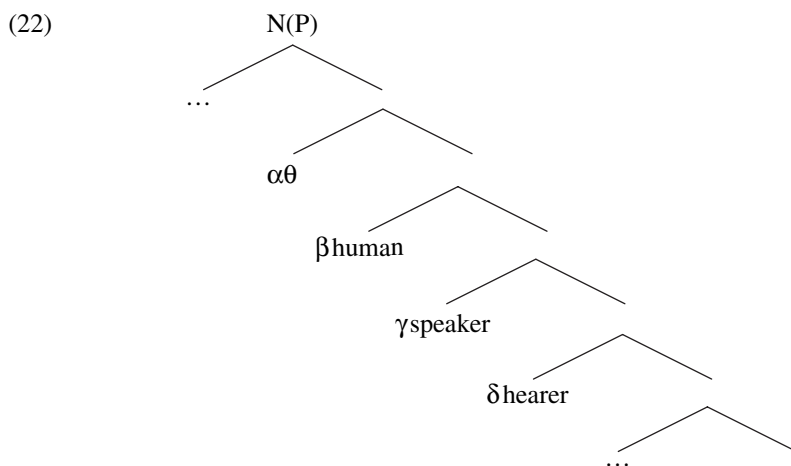 (22) N(P)
…
αθ
βhuman
γspeaker
δhearer
…